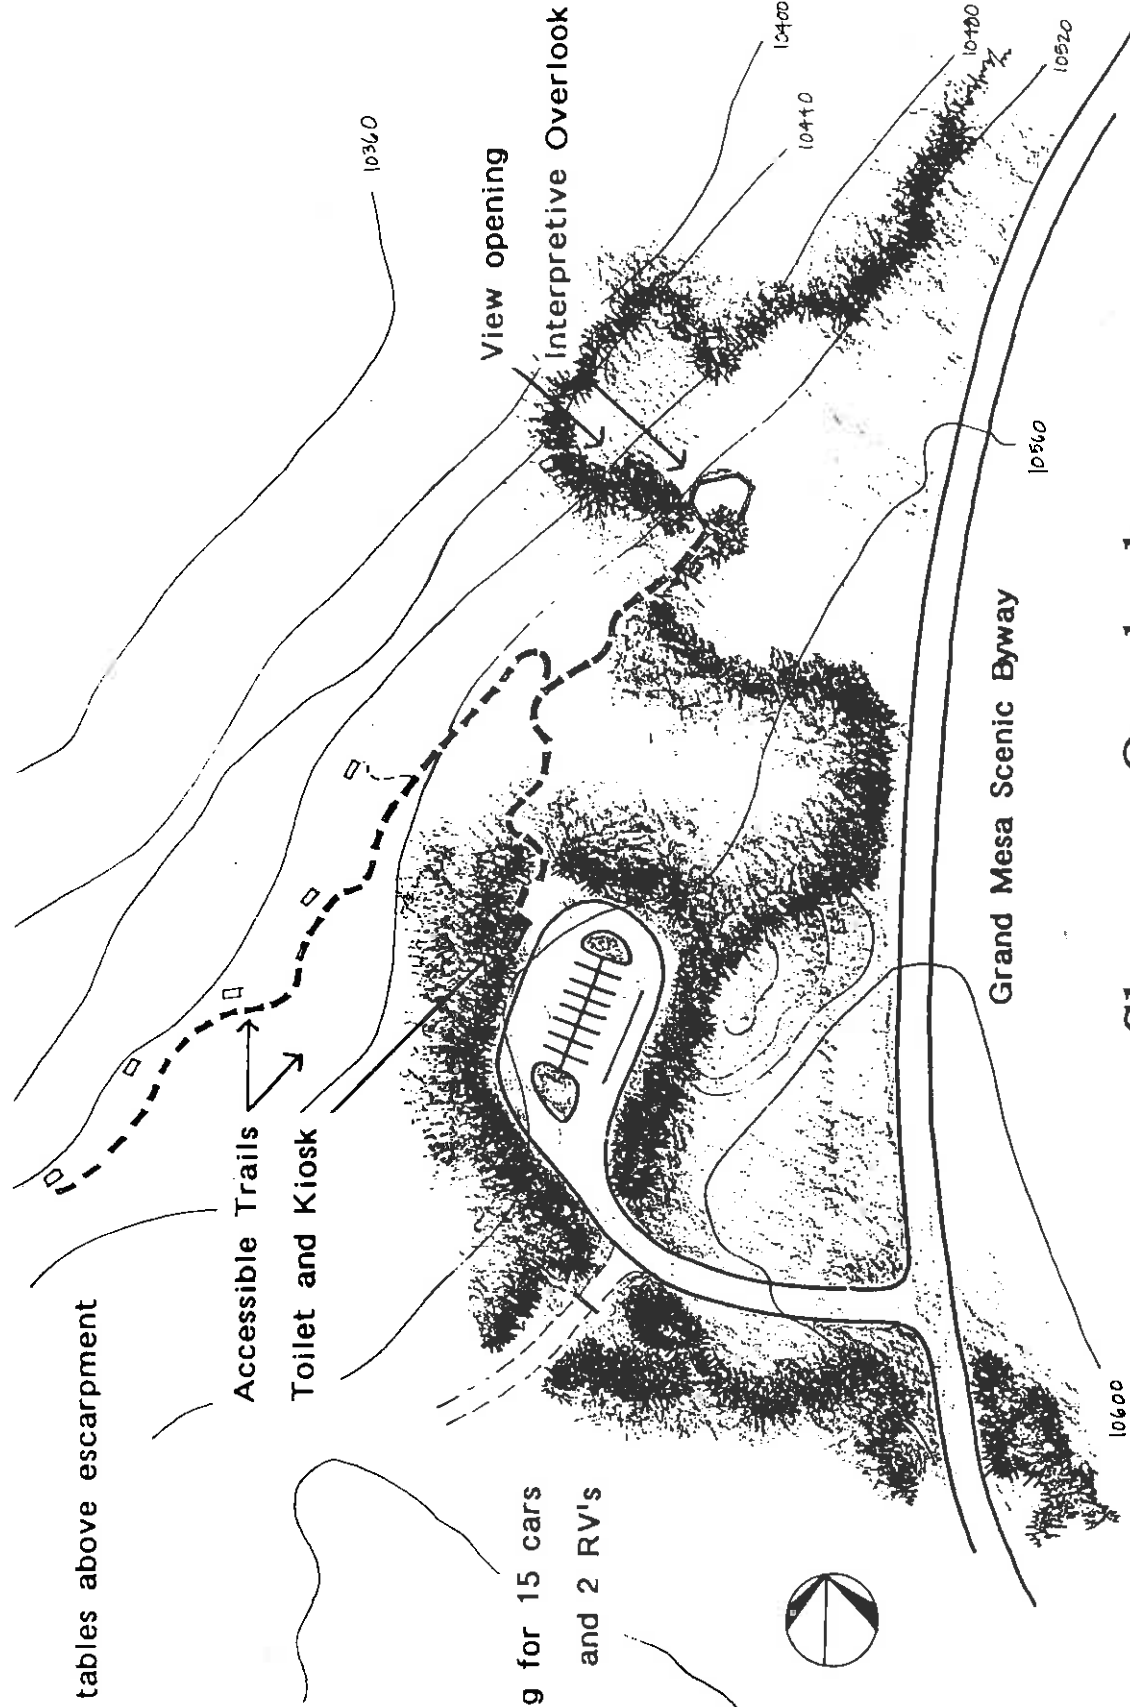 tables above escarpment
Accessible Trails
Toilet and Kiosk
g for 15 cars
and 2 RV's
View opening
Interpretive Overlook
Grand Mesa Scenic Byway
10360
10400
10440
10480
10520
10560
10600